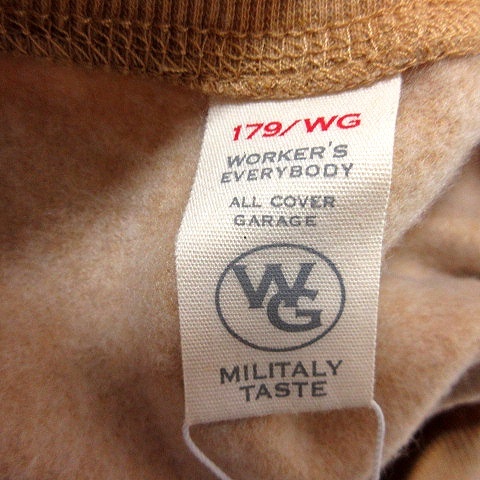 179/WG
WORKER'S
EVERYBODY
ALL COVER
GARAGE
WG
MILITALY
TASTE